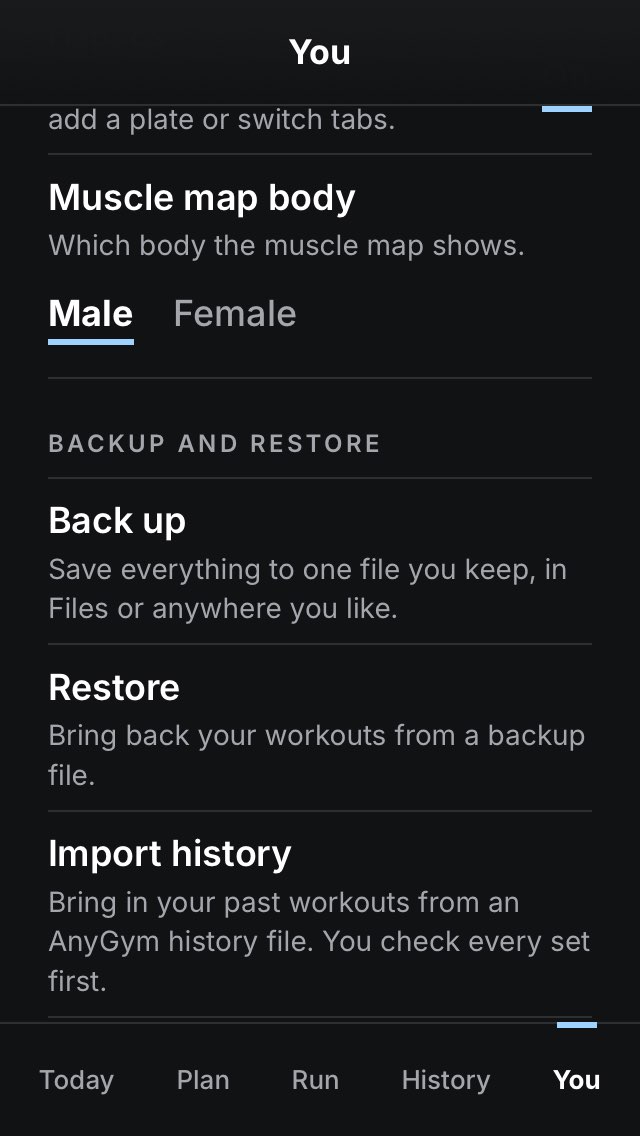 You
add a plate or switch tabs.
Muscle map body
Which body the muscle map shows.
Male Female
BACKUP AND RESTORE
Back up
Save everything to one file you keep, in
Files or anywhere you like.
Restore
Bring back your workouts from a backup
file.
Import history
Bring in your past workouts from an
AnyGym history file. You check every set
first.
Today Plan Run History You